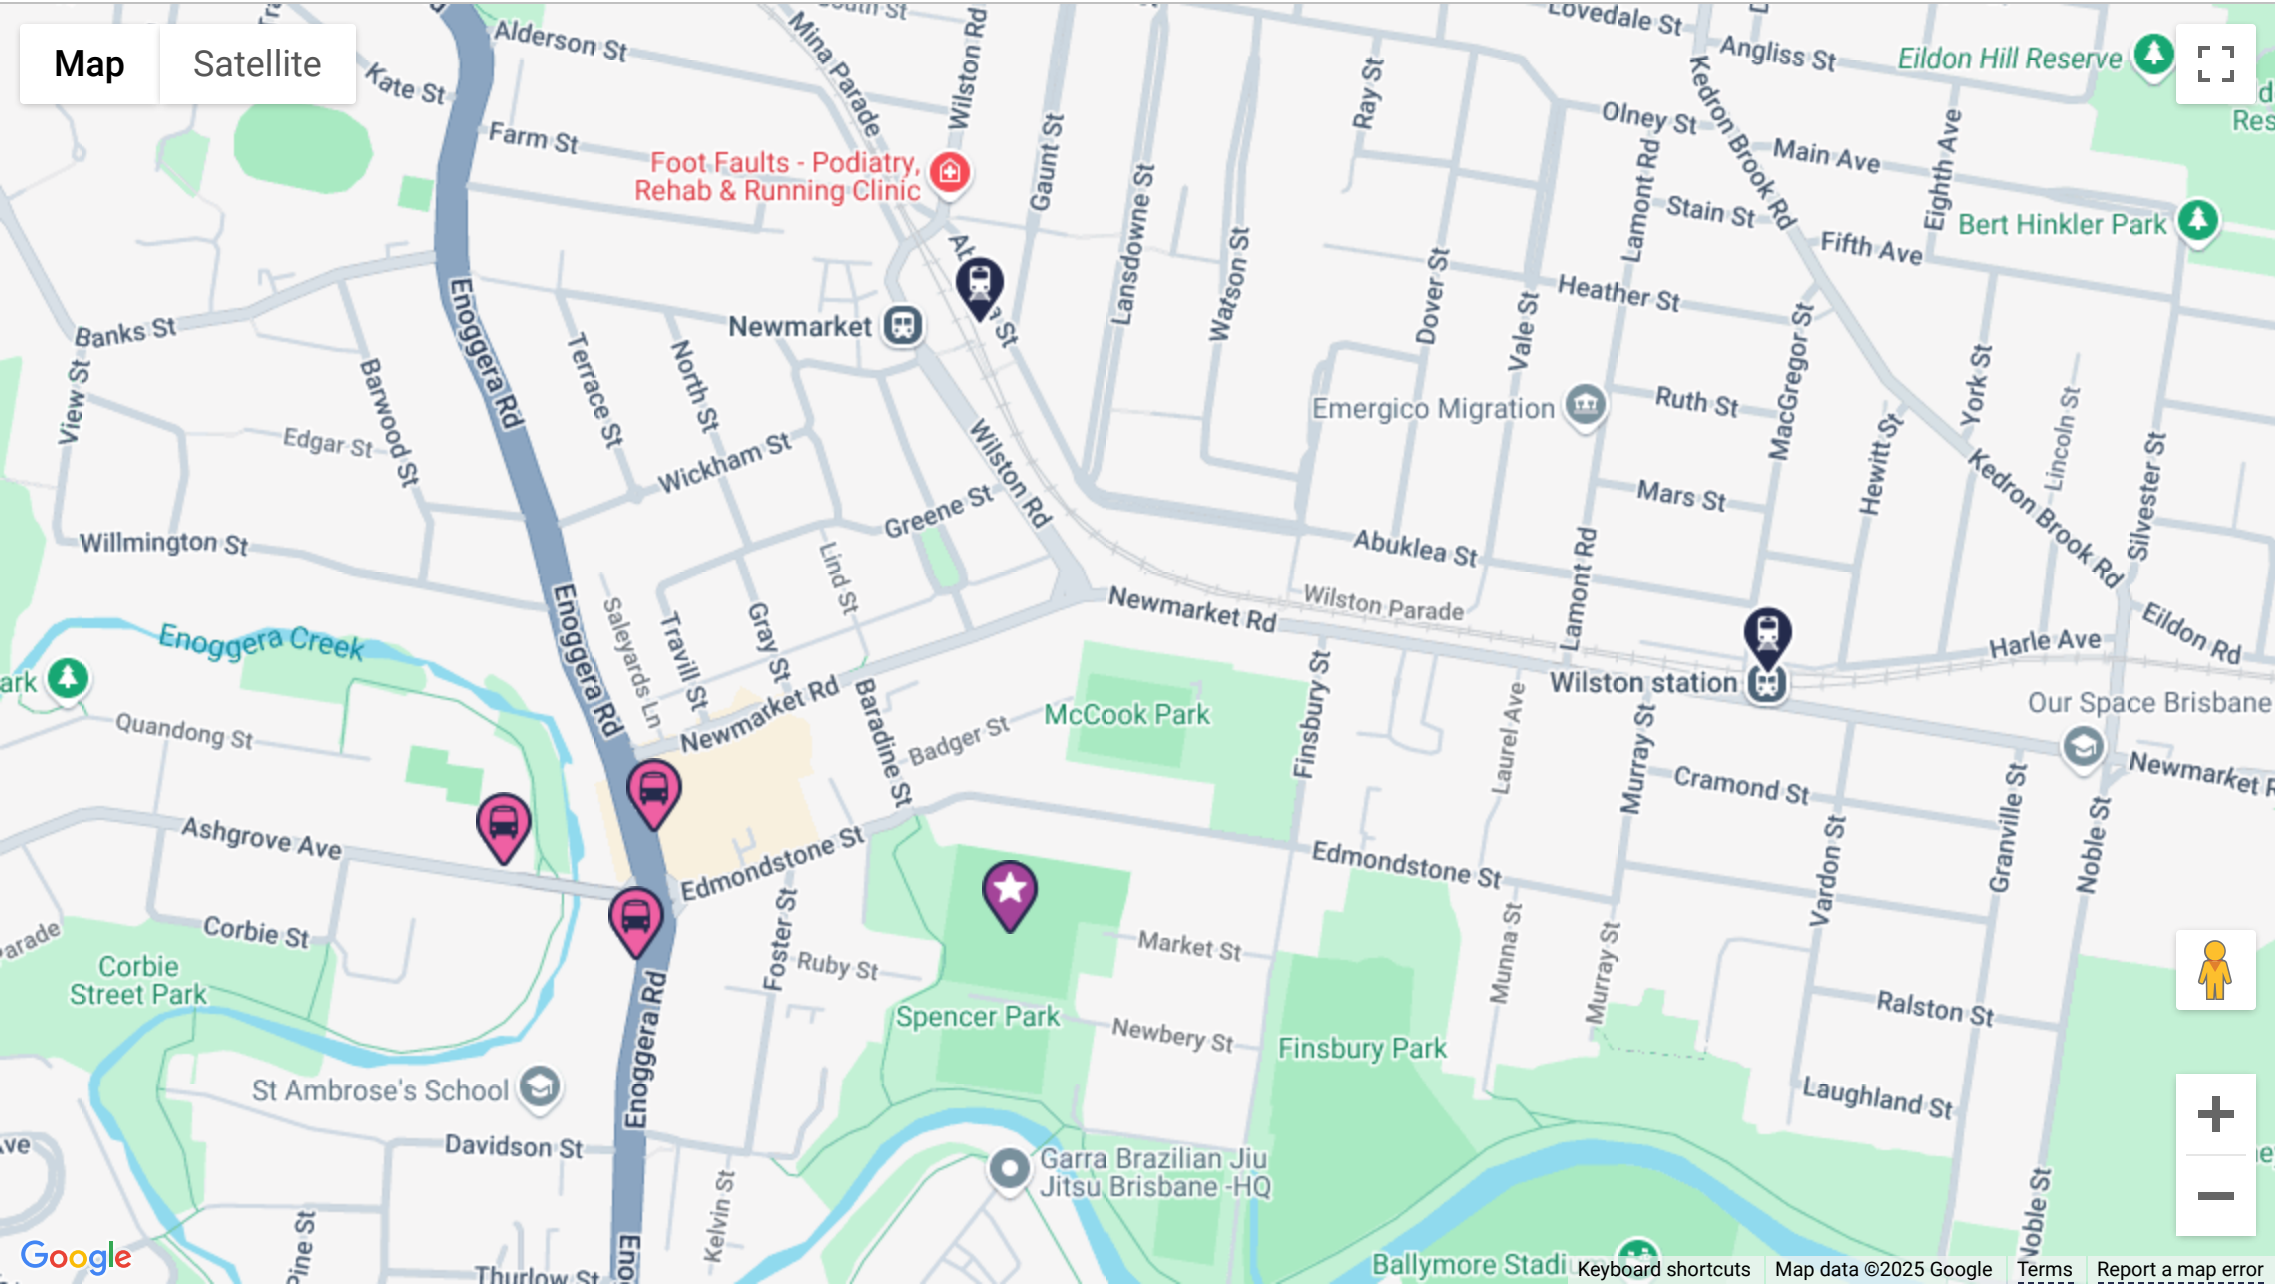 Map
Satellite
Alderson St
Kate St
Farm St
Mina Parade
Wilston Rd
South St
Gaunt St
Foot Faults - Podiatry,
Rehab & Running Clinic
Lansdowne St
Watson St
Ray St
Lovedale St
Angliss St
Eildon Hill Reserve
Olney St
Kedron Brook Rd
Main Ave
Eighth Ave
Lamont Rd
Stain St
Fifth Ave
Bert Hinkler Park
Heather St
Dover St
Vale St
Newmarket
Banks St
View St
Enoggera Rd
Barwood St
Edgar St
Terrace St
North St
Wickham St
Wilston Rd
Greene St
Emergico Migration
Ruth St
MacGregor St
York St
Lincoln St
Hewitt St
Mars St
Kedron Brook Rd
Silvester St
Willmington St
Abuklea St
Lamont Rd
Wilston Parade
Newmarket Rd
Lind St
Gray St
Travill St
Saleyards Ln
Enoggera Rd
Enoggera Creek
Eildon Rd
Harle Ave
Wilston station
Our Space Brisbane
Newmarket Rd
Baradine St
Badger St
McCook Park
Finsbury St
Laurel Ave
Murray St
Cramond St
Granville St
Noble St
Vardon St
Quandong St
Ashgrove Ave
Edmondstone St
Edmondstone St
Corbie St
Corbie
Street Park
Parade
Foster St
Ruby St
Market St
Munna St
Murray St
Spencer Park
Newbery St
Finsbury Park
Ralston St
Laughland St
Enoggera Rd
St Ambrose's School
Davidson St
Kelvin St
Pine St
Thurlow St
Garra Brazilian Jiu
Jitsu Brisbane -HQ
Noble St
Ballymore Stadi
Google
Keyboard shortcuts
Map data ©2025 Google
Terms
Report a map error